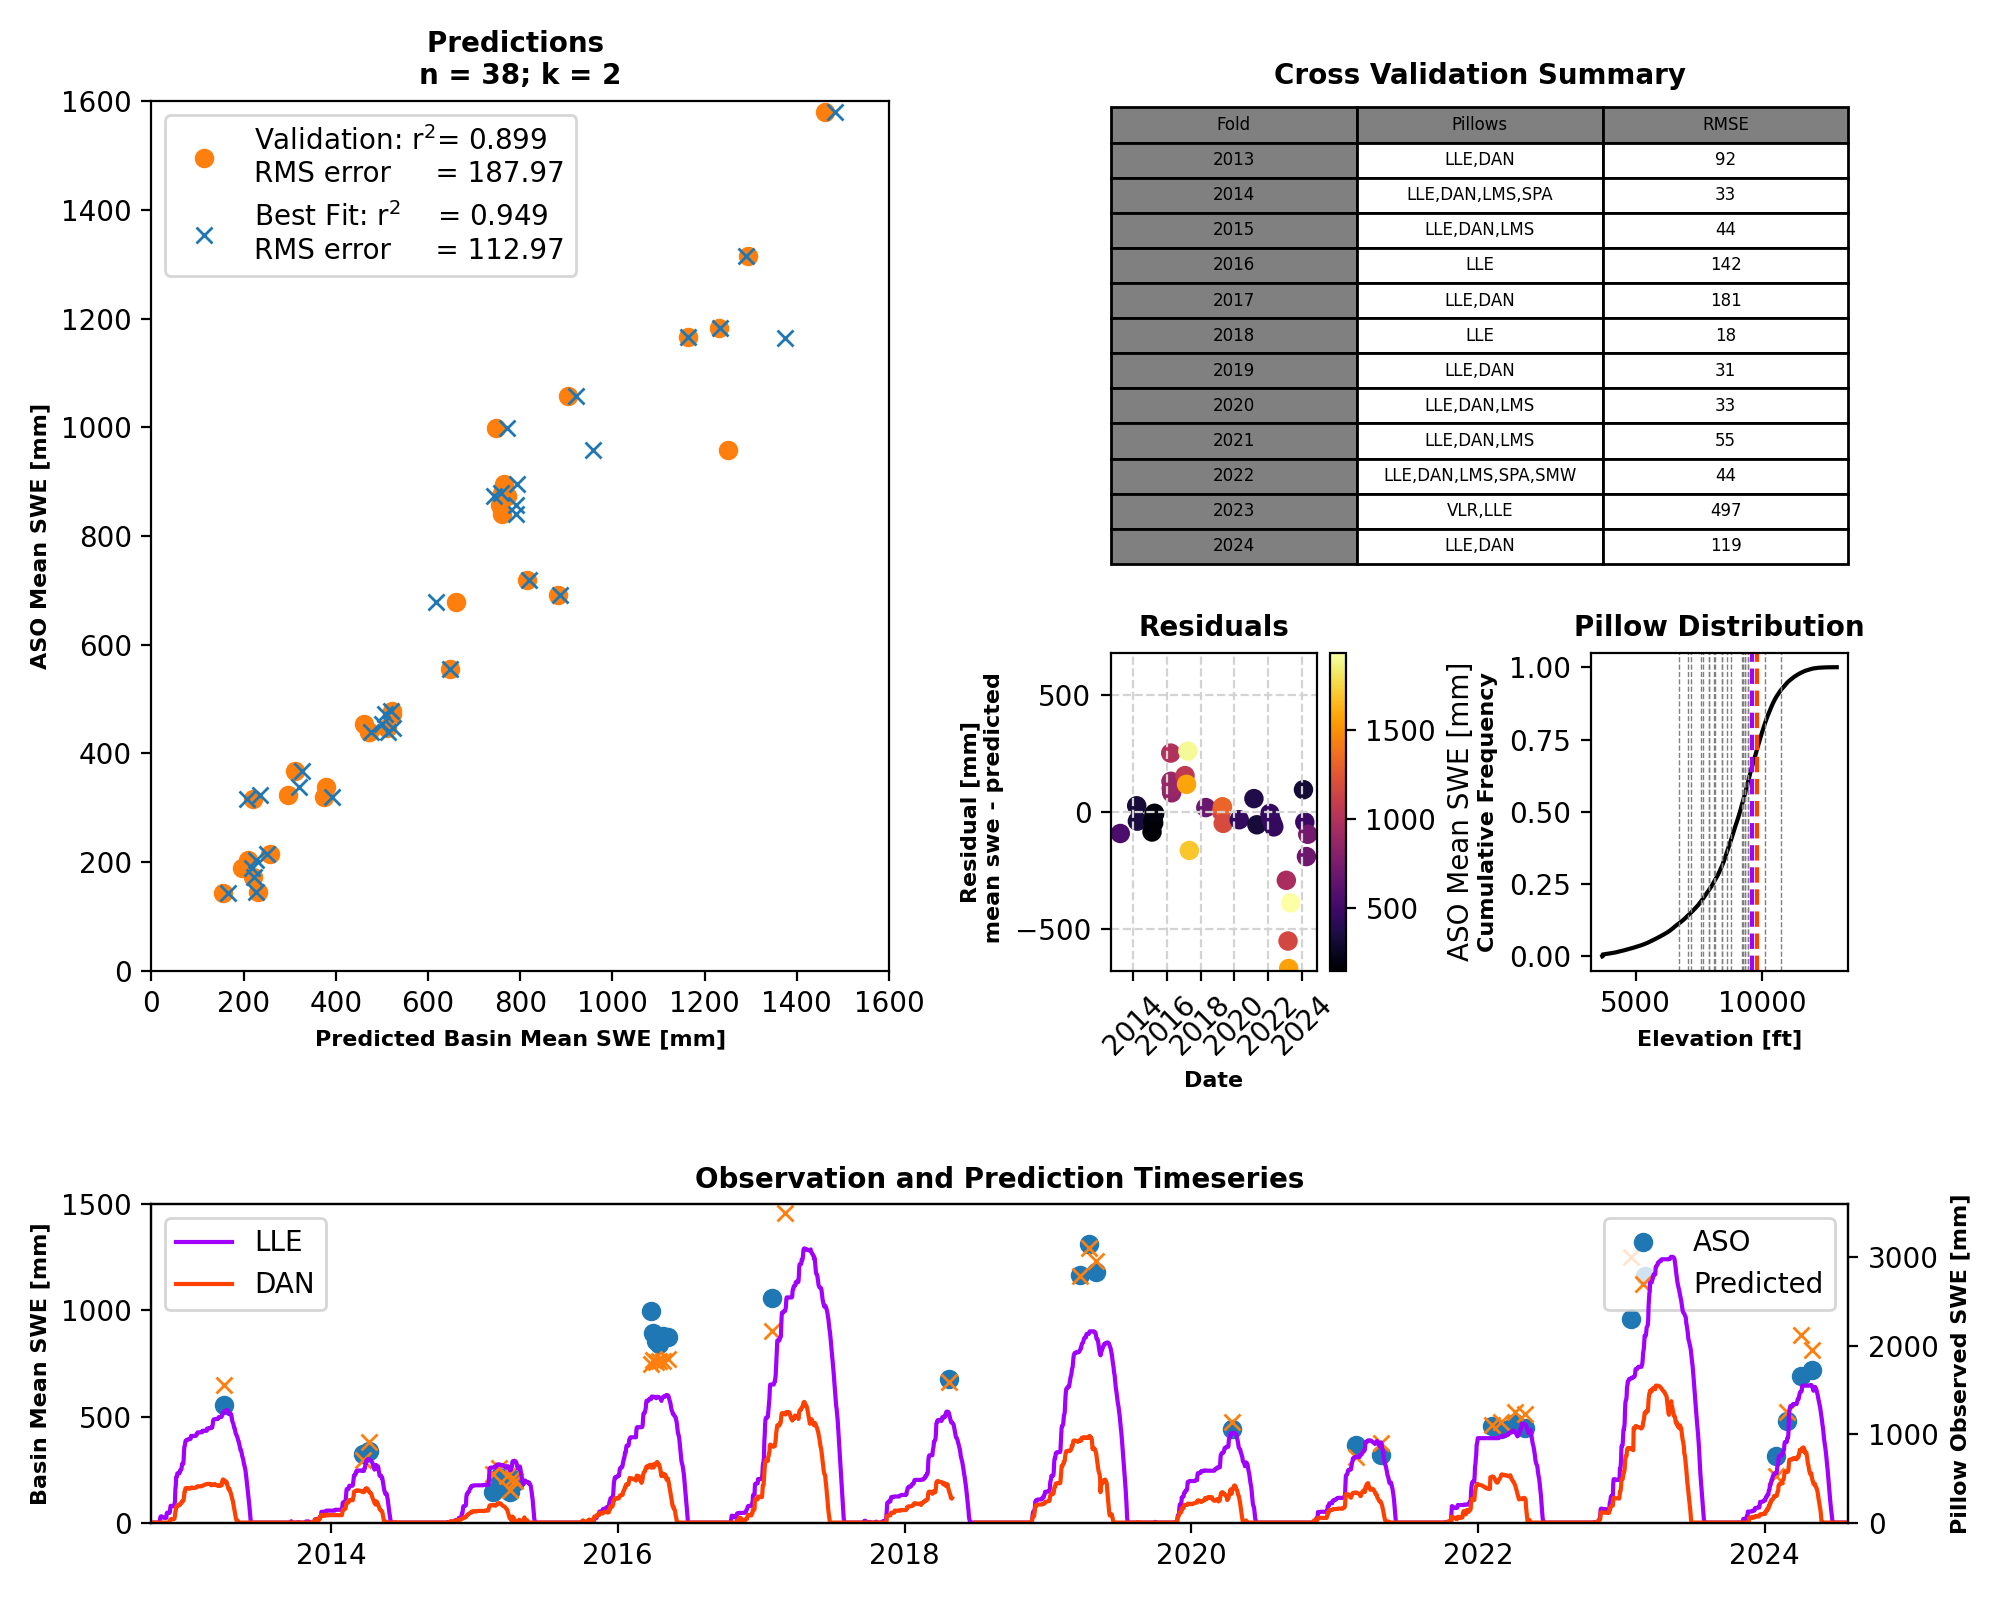 Predictions
n = 38; k = 2
1600
1400
1200
1000
800
600
400
200
0
ASO Mean SWE [mm]
Validation: r²= 0.899
RMS error = 187.97
Best Fit: r² = 0.949
RMS error = 112.97
0 200 400 600 800 1000 1200 1400 1600
Predicted Basin Mean SWE [mm]
Cross Validation Summary
Fold Pillows RMSE
2013 LLE,DAN 92
2014 LLE,DAN,LMS,SPA 33
2015 LLE,DAN,LMS 44
2016 LLE 142
2017 LLE,DAN 181
2018 LLE 18
2019 LLE,DAN 31
2020 LLE,DAN,LMS 33
2021 LLE,DAN,LMS 55
2022 LLE,DAN,LMS,SPA,SMW 44
2023 VLR,LLE 497
2024 LLE,DAN 119
Residuals
500
0
−500
Residual [mm]
mean swe - predicted
2014 2016 2018 2020 2022 2024
Date
1500
1000
500
ASO Mean SWE [mm]
Pillow Distribution
1.00
0.75
0.50
0.25
0.00
Cumulative Frequency
5000 10000
Elevation [ft]
Observation and Prediction Timeseries
1500
1000
500
0
Basin Mean SWE [mm]
LLE
DAN
ASO
Predicted
3000
2000
1000
0
Pillow Observed SWE [mm]
2014 2016 2018 2020 2022 2024